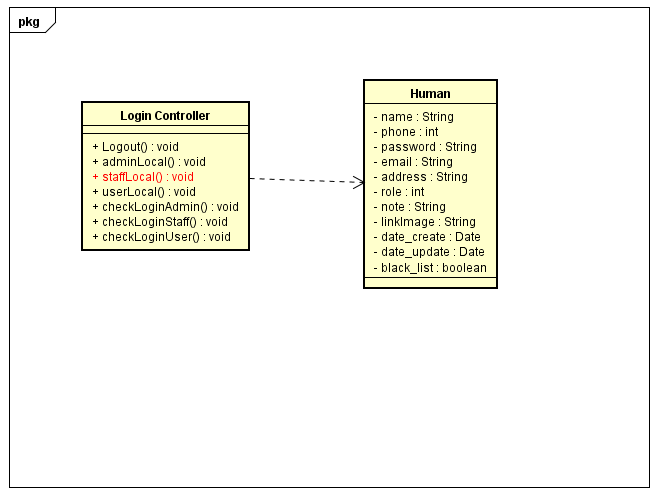 pkg
Login Controller
+ Logout() : void
+ adminLocal() : void
+ staffLocal() : void
+ userLocal() : void
+ checkLoginAdmin() : void
+ checkLoginStaff() : void
+ checkLoginUser() : void
Human
- name : String
- phone : int
- password : String
- email : String
- address : String
- role : int
- note : String
- linkImage : String
- date_create : Date
- date_update : Date
- black_list : boolean